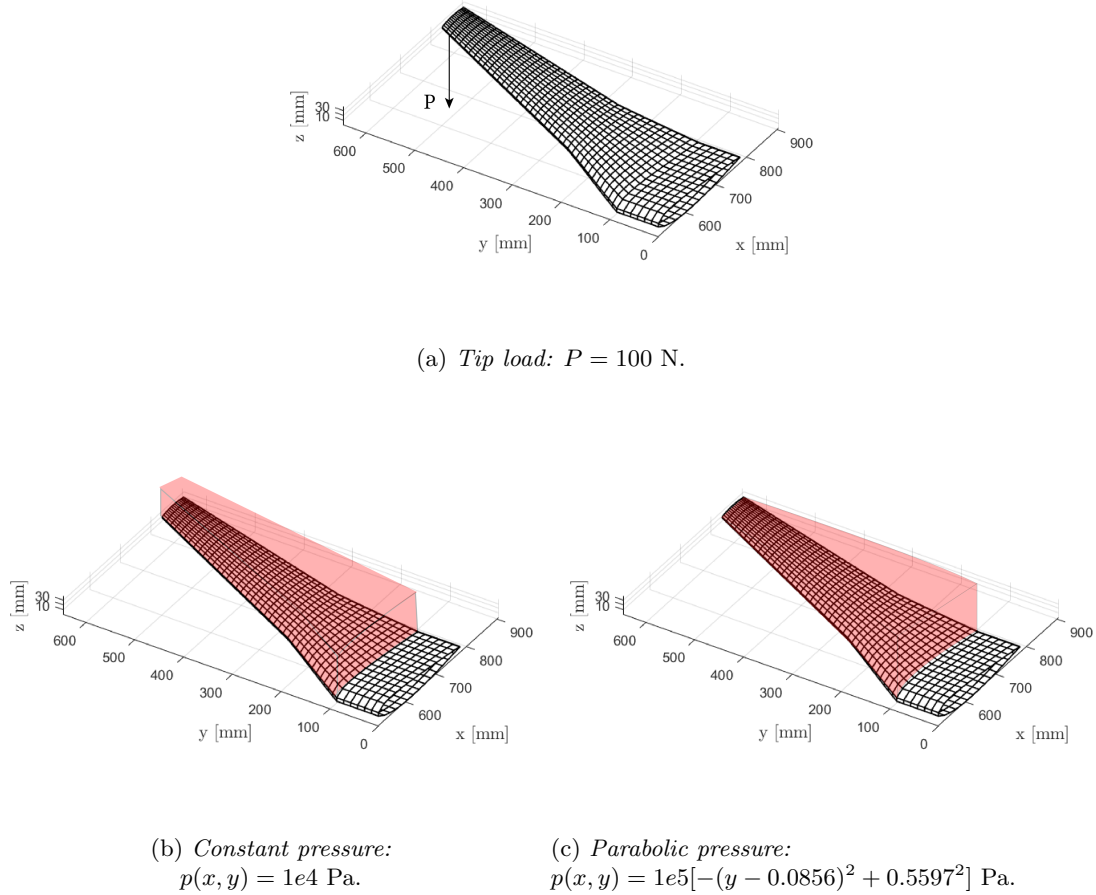 P
z [mm]
30
10
600
500
400
300
200
100
0
y [mm]
600
700
800
900
x [mm]
(a) Tip load: P = 100 N.
z [mm]
30
10
600
500
400
300
200
100
0
y [mm]
600
700
800
900
x [mm]
z [mm]
30
10
600
500
400
300
200
100
0
y [mm]
600
700
800
900
x [mm]
(b) Constant pressure:
p(x, y) = 1e4 Pa.
(c) Parabolic pressure:
p(x, y) = 1e5[−(y − 0.0856)² + 0.5597²] Pa.